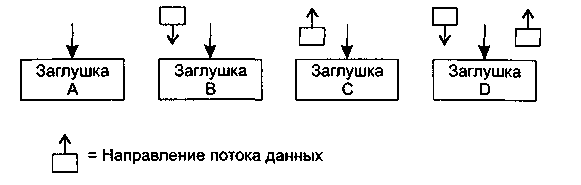 Заглушка Заглушка Заглушка Заглушка
A B C D
= Направление потока данных